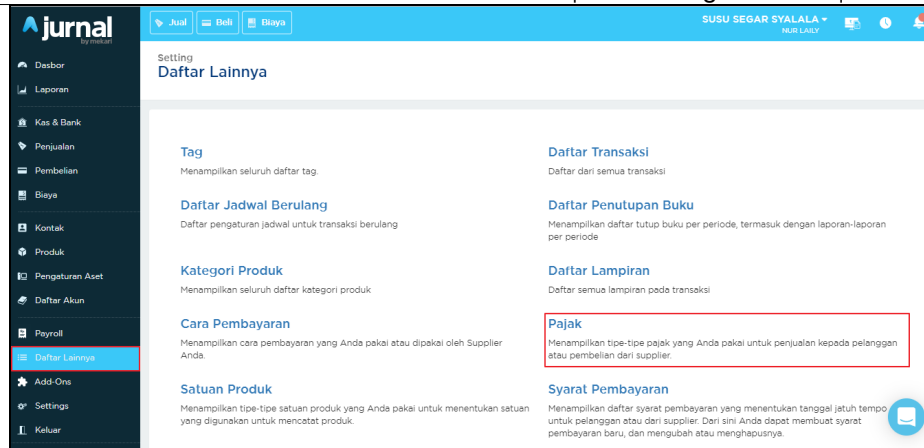 jurnal
by mekari
Jual
Beli
Biaya
SUSU SEGAR SYALALA
NUR LAILY
Dasbor
Laporan
Kas & Bank
Penjualan
Pembelian
Biaya
Kontak
Produk
Pengaturan Aset
Daftar Akun
Payroll
Daftar Lainnya
Add-Ons
Settings
Keluar
Setting
Daftar Lainnya
Tag
Menampilkan seluruh daftar tag.
Daftar Transaksi
Daftar dari semua transaksi
Daftar Jadwal Berulang
Daftar pengaturan jadwal untuk transaksi berulang
Daftar Penutupan Buku
Menampilkan daftar tutup buku per periode, termasuk dengan laporan-laporan
per periode
Kategori Produk
Menampilkan seluruh daftar kategori produk
Daftar Lampiran
Daftar semua lampiran pada transaksi
Cara Pembayaran
Menampilkan cara pembayaran yang Anda pakai atau dipakai oleh Supplier
Anda.
Pajak
Menampilkan tipe-tipe pajak yang Anda pakai untuk penjualan kepada pelanggan
atau pembelian dari supplier.
Satuan Produk
Menampilkan tipe-tipe satuan produk yang Anda pakai untuk menentukan satuan
yang digunakan untuk mencatat produk.
Syarat Pembayaran
Menampilkan daftar syarat pembayaran yang menentukan tanggal jatuh tempo
untuk pelanggan atau dari supplier. Dari sini Anda dapat membuat syarat
pembayaran baru, dan mengubah atau menghapusnya.